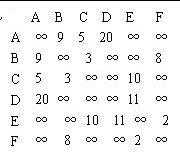 A B C D E F
A ∞ 9 5 20 ∞ ∞
B 9 ∞ 3 ∞ ∞ 8
C 5 3 ∞ ∞ 10 ∞
D 20 ∞ ∞ ∞ 11 ∞
E ∞ ∞ 10 11 ∞ 2
F ∞ 8 ∞ ∞ 2 ∞